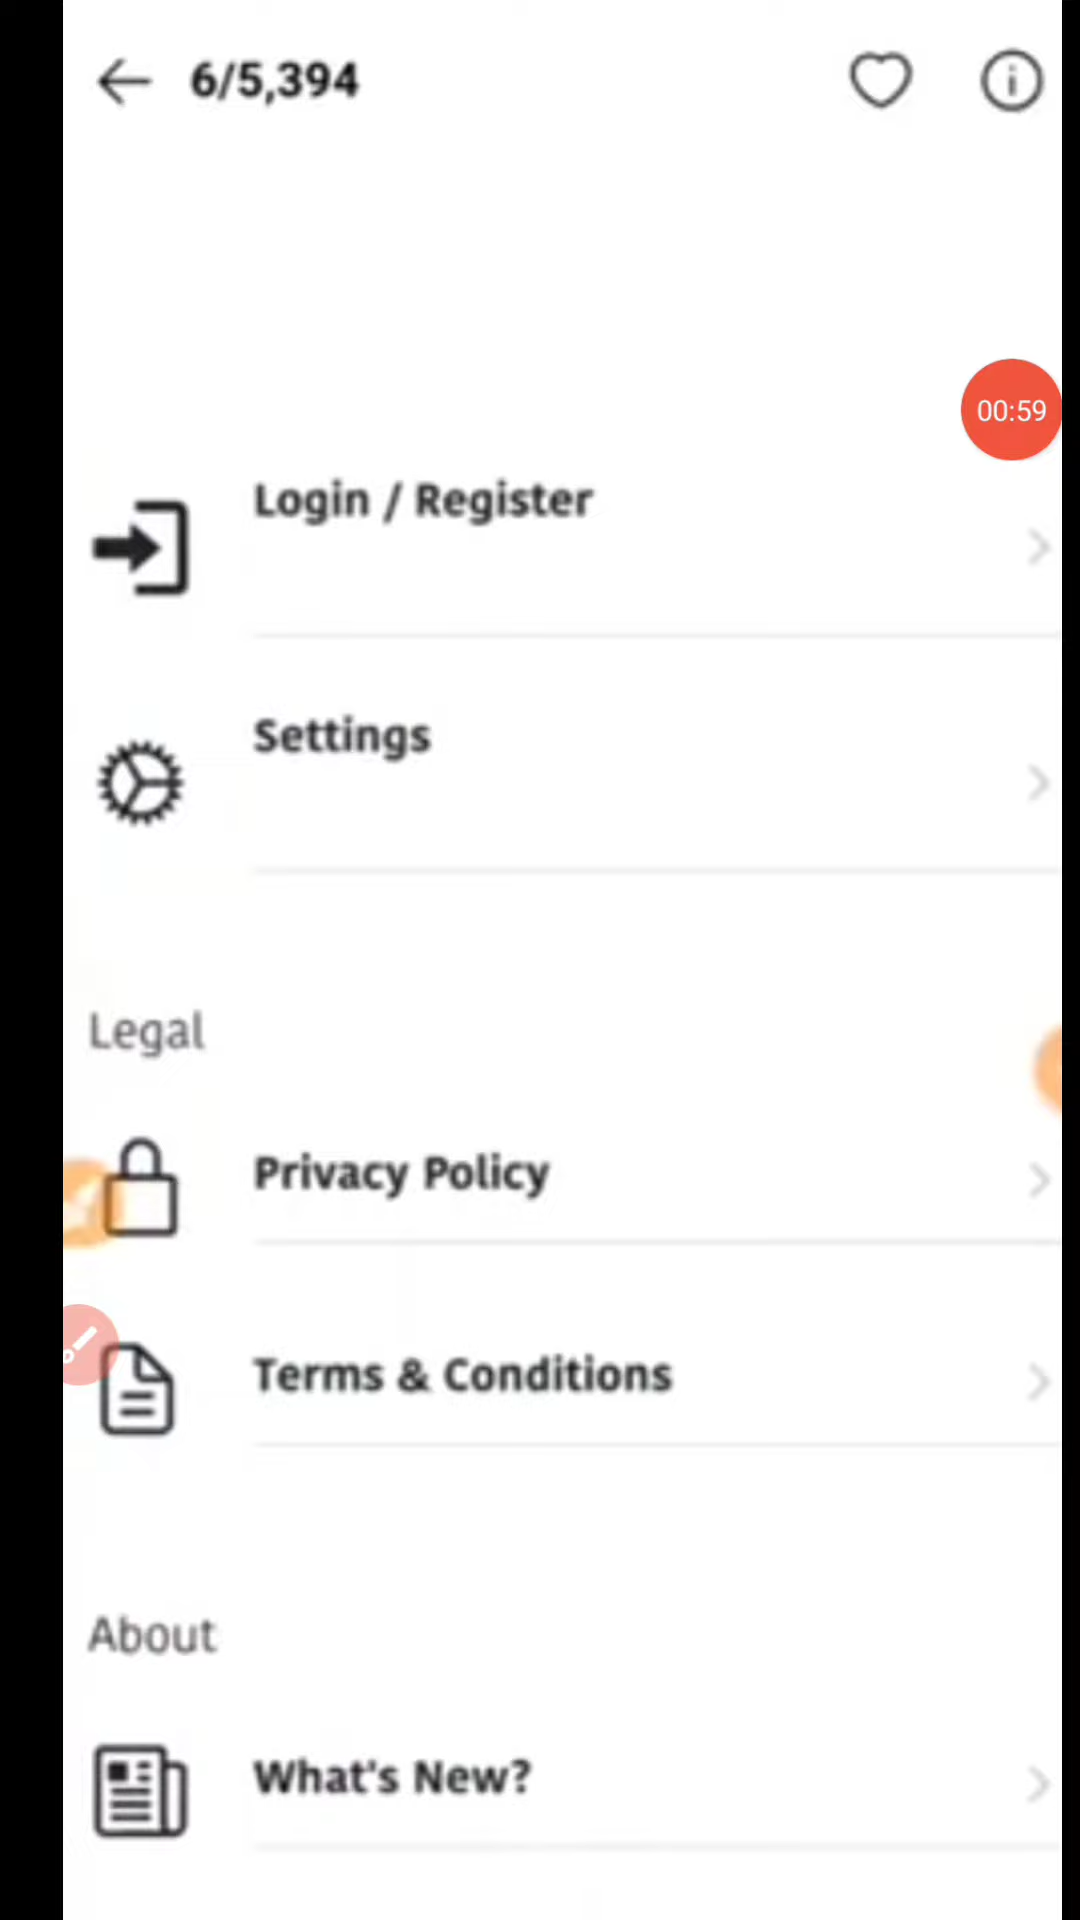 6/5,394
00:59
Login / Register
Settings
Legal
Privacy Policy
Terms & Conditions
About
What's New?